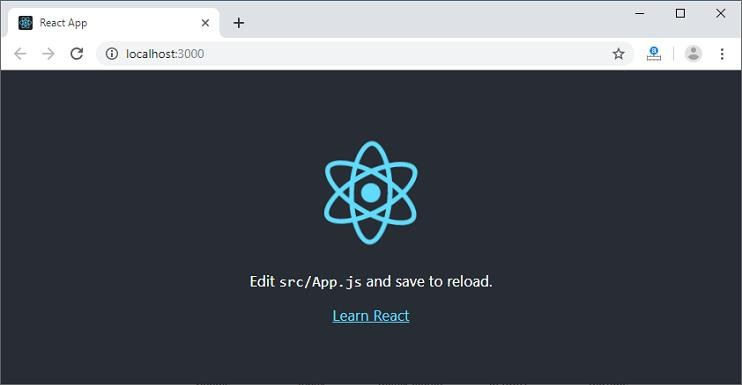 React App
localhost:3000
Edit src/App.js and save to reload.
Learn React